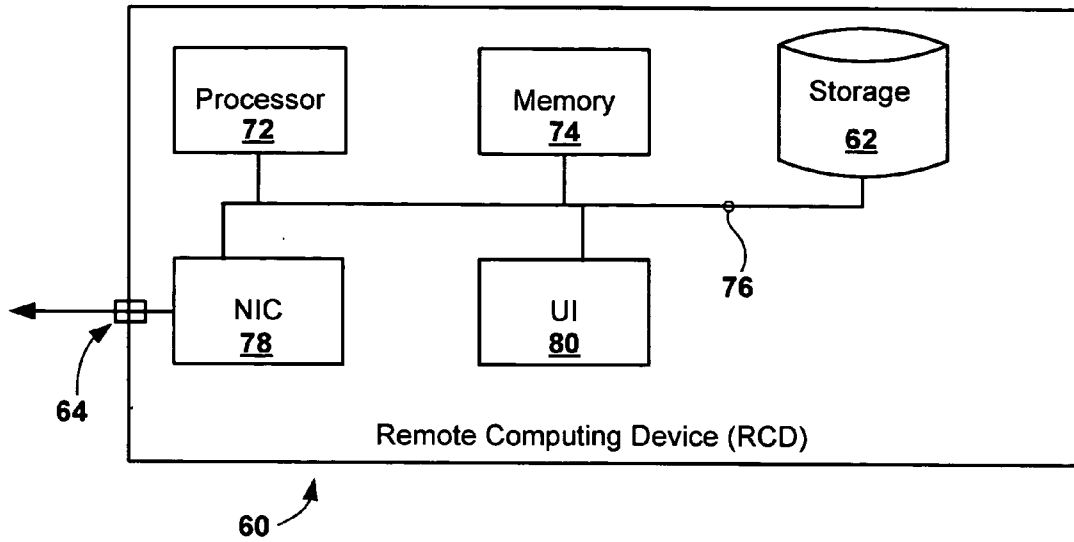 Processor
72
Memory
74
Storage
62
76
NIC
78
UI
80
64
Remote Computing Device (RCD)
60